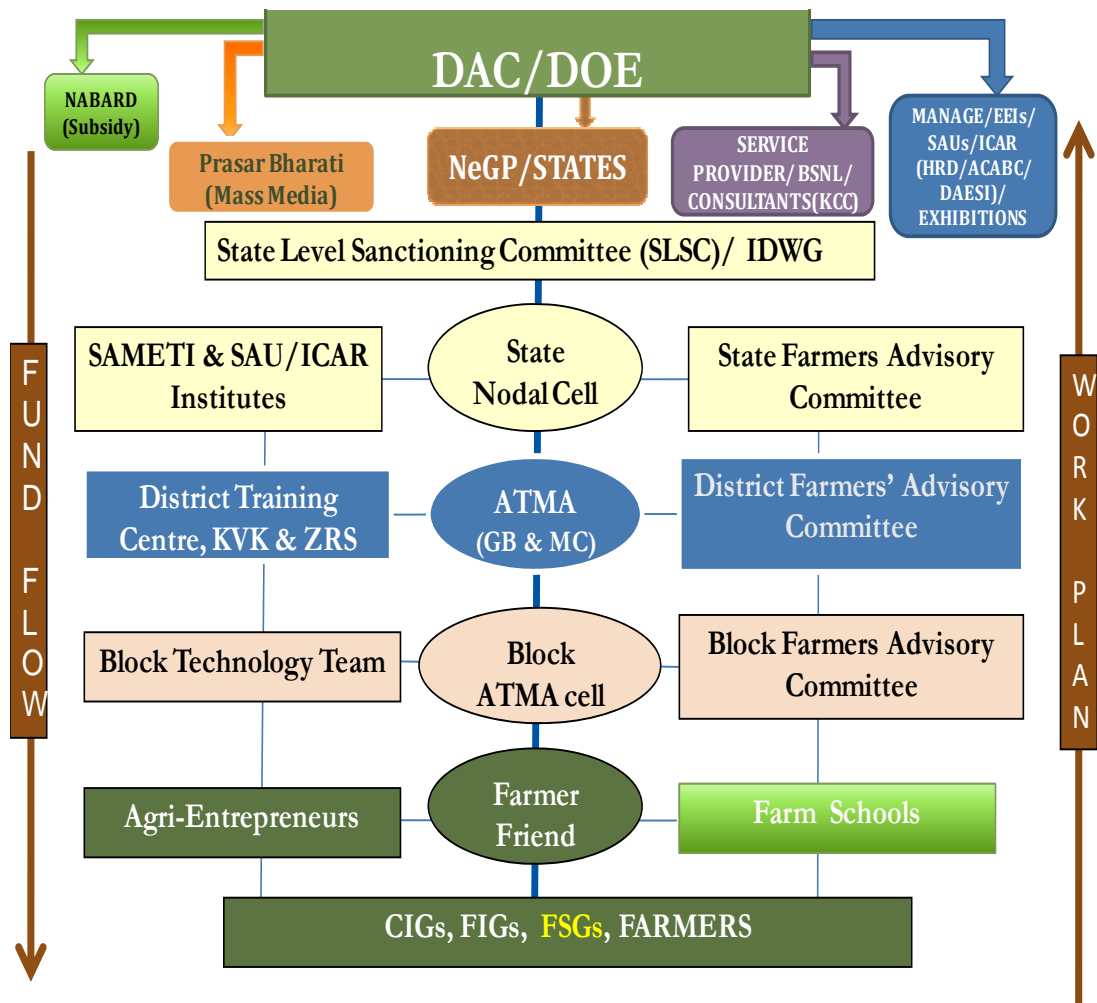 DAC/DOE
NABARD
(Subsidy)
Prasar Bharati
(Mass Media)
NeGP/STATES
SERVICE
PROVIDER/ BSNL/
CONSULTANTS(KCC)
MANAGE/EEIs/
SAUs/ICAR
(HRD/ACABC/
DAESI)/
EXHIBITIONS
State Level Sanctioning Committee (SLSC)/ IDWG
SAMETI & SAU/ICAR
Institutes
State
Nodal Cell
State Farmers Advisory
Committee
District Training
Centre, KVK & ZRS
ATMA
(GB & MC)
District Farmers’ Advisory
Committee
Block Technology Team
Block
ATMA cell
Block Farmers Advisory
Committee
Agri-Entrepreneurs
Farmer
Friend
Farm Schools
CIGs, FIGs, FSGs, FARMERS
FUND FLOW
WORK PLAN